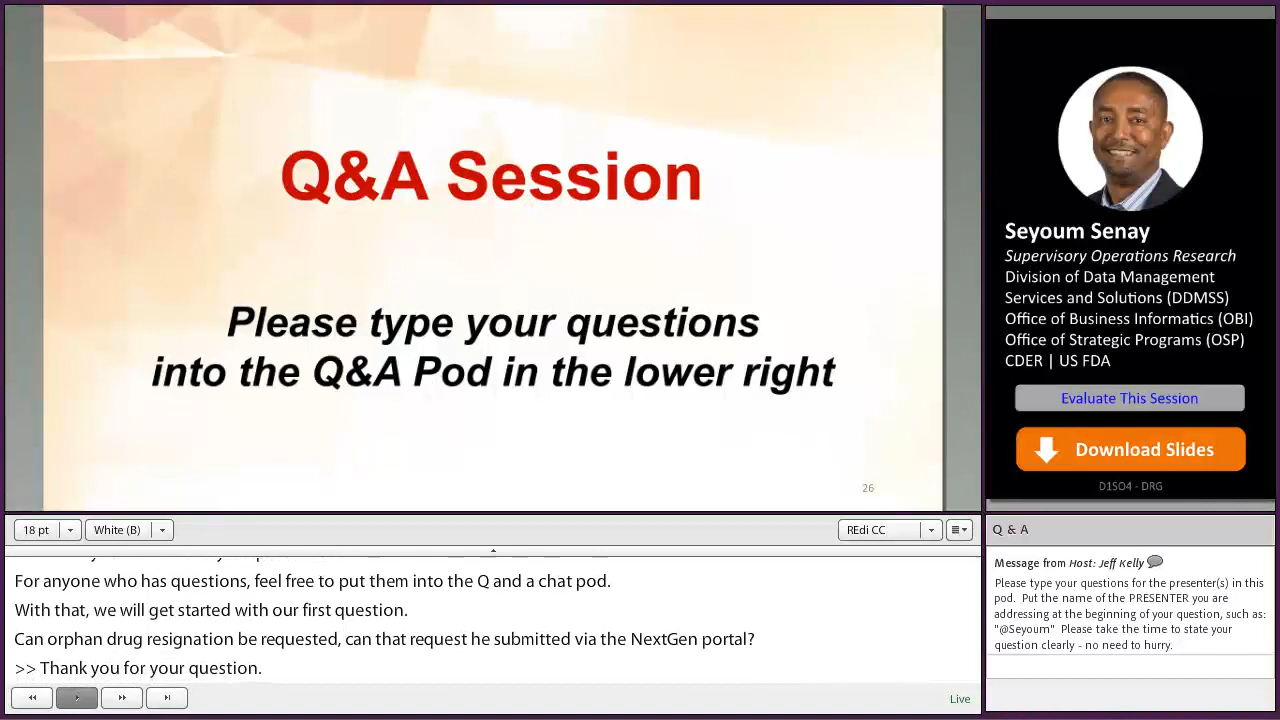 Q&A Session
Please type your questions
into the Q&A Pod in the lower right
26
Seyoum Senay
Supervisory Operations Research
Division of Data Management
Services and Solutions (DDMSS)
Office of Business Informatics (OBI)
Office of Strategic Programs (OSP)
CDER | US FDA
Evaluate This Session
Download Slides
D1SO4 - DRG
18 pt
White (B)
REdi CC
For anyone who has questions, feel free to put them into the Q and a chat pod.
With that, we will get started with our first question.
Can orphan drug resignation be requested, can that request he submitted via the NextGen portal?
>> Thank you for your question.
Live
Q & A
Message from Host: Jeff Kelly
Please type your questions for the presenter(s) in this
pod. Put the name of the PRESENTER you are
addressing at the beginning of your question, such as:
"@Seyoum" Please take the time to state your
question clearly - no need to hurry.